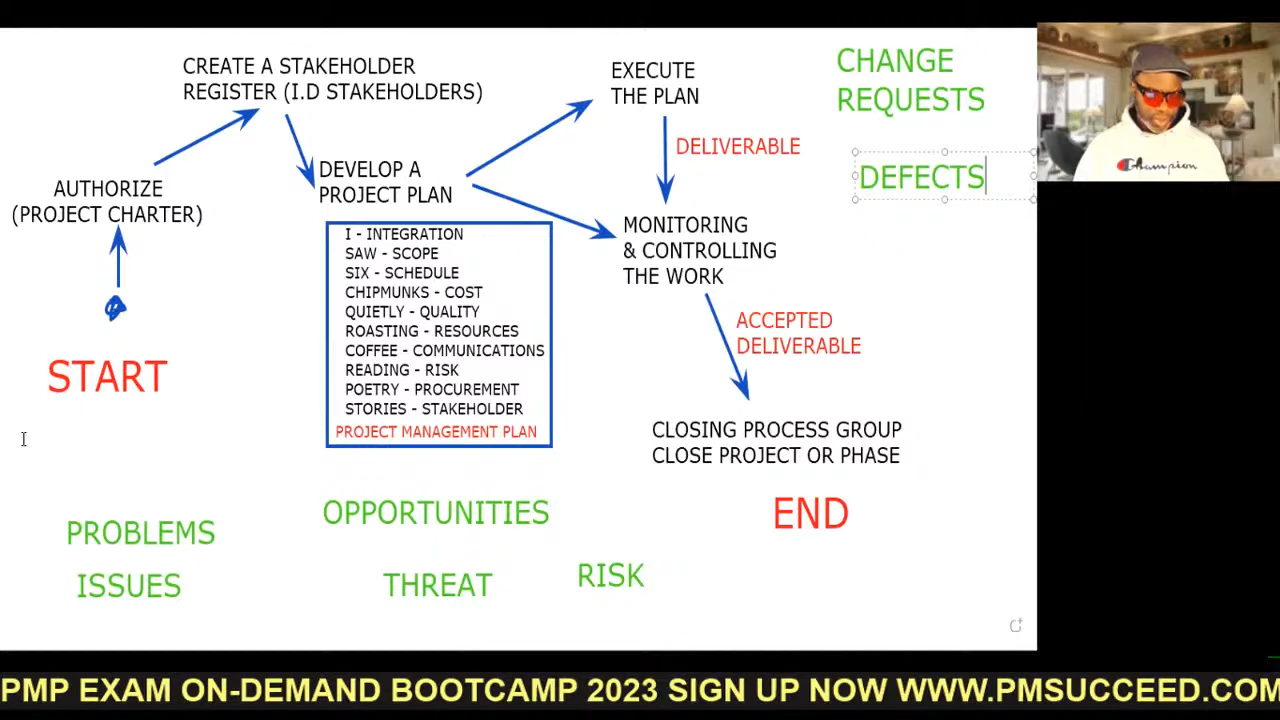 CREATE A STAKEHOLDER
REGISTER (I.D STAKEHOLDERS)
EXECUTE
THE PLAN
CHANGE
REQUESTS
DELIVERABLE
DEFECTS
Champion
AUTHORIZE
(PROJECT CHARTER)
DEVELOP A
PROJECT PLAN
MONITORING
& CONTROLLING
THE WORK
I - INTEGRATION
SAW - SCOPE
SIX - SCHEDULE
CHIPMUNKS - COST
QUIETLY - QUALITY
ROASTING - RESOURCES
COFFEE - COMMUNICATIONS
READING - RISK
POETRY - PROCUREMENT
STORIES - STAKEHOLDER
PROJECT MANAGEMENT PLAN
ACCEPTED
DELIVERABLE
START
CLOSING PROCESS GROUP
CLOSE PROJECT OR PHASE
END
OPPORTUNITIES
PROBLEMS
ISSUES
THREAT
RISK
PMP EXAM ON-DEMAND BOOTCAMP 2023 SIGN UP NOW WWW.PMSUCCEED.COM